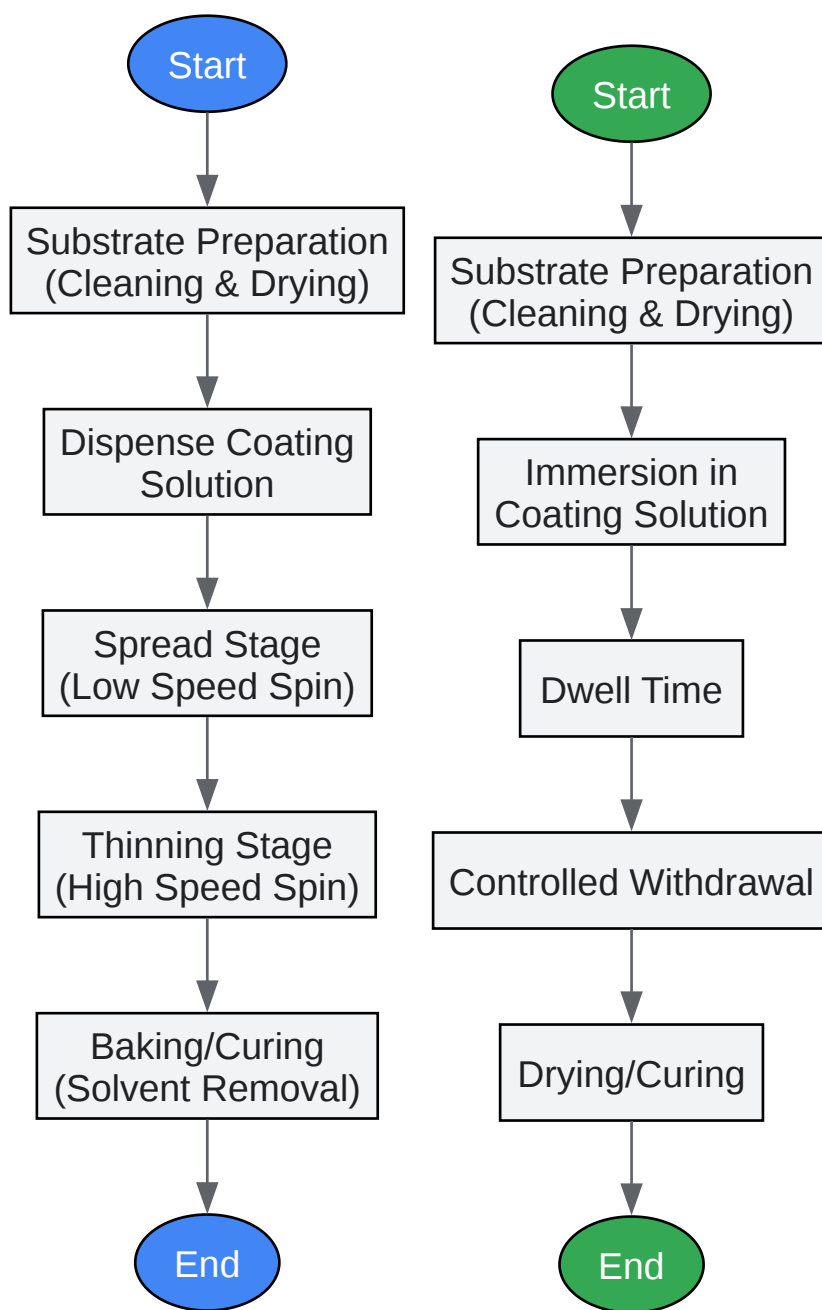 Start
Substrate Preparation
(Cleaning & Drying)
Dispense Coating
Solution
Spread Stage
(Low Speed Spin)
Thinning Stage
(High Speed Spin)
Baking/Curing
(Solvent Removal)
End
Start
Substrate Preparation
(Cleaning & Drying)
Immersion in
Coating Solution
Dwell Time
Controlled Withdrawal
Drying/Curing
End